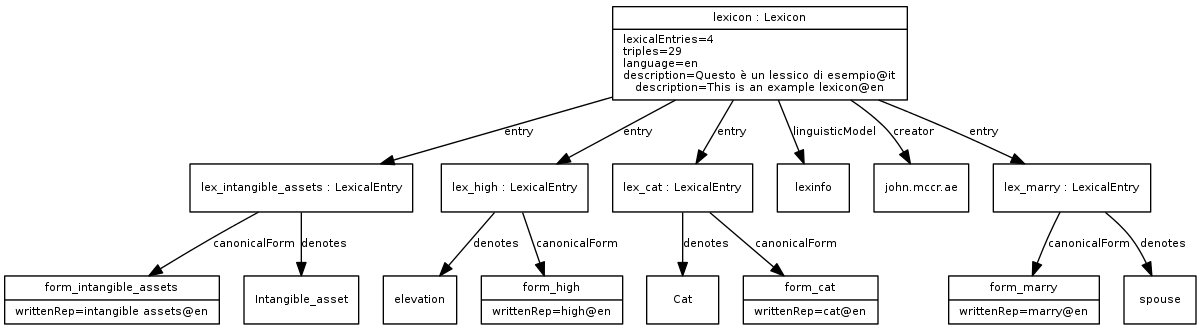 lexicon : Lexicon
lexicalEntries=4
triples=29
language=en
description=Questo è un lessico di esempio@it
description=This is an example lexicon@en
entry
entry
entry
linguisticModel
creator
entry
lex_intangible_assets : LexicalEntry
lex_high : LexicalEntry
lex_cat : LexicalEntry
lexinfo
john.mccr.ae
lex_marry : LexicalEntry
canonicalForm
denotes
denotes
canonicalForm
denotes
canonicalForm
canonicalForm
denotes
form_intangible_assets
writtenRep=intangible assets@en
Intangible_asset
elevation
form_high
writtenRep=high@en
Cat
form_cat
writtenRep=cat@en
form_marry
writtenRep=marry@en
spouse